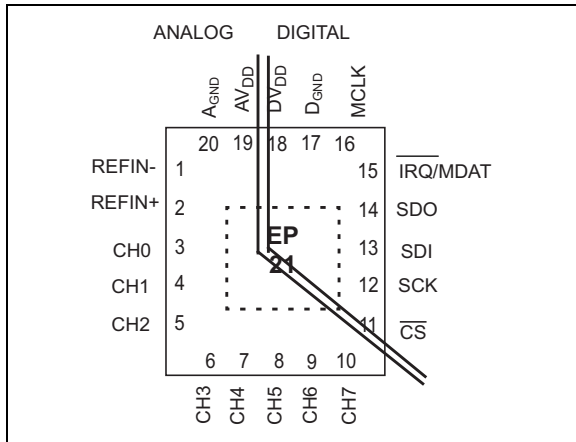 ANALOG DIGITAL
AGND AVDD DVDD DGND MCLK
20 19 18 17 16
REFIN- 1
15 IRQ/MDAT
REFIN+ 2
14 SDO
CH0 3
EP
13 SDI
CH1 4
21
12 SCK
CH2 5
11 CS
6 7 8 9 10
CH3 CH4 CH5 CH6 CH7